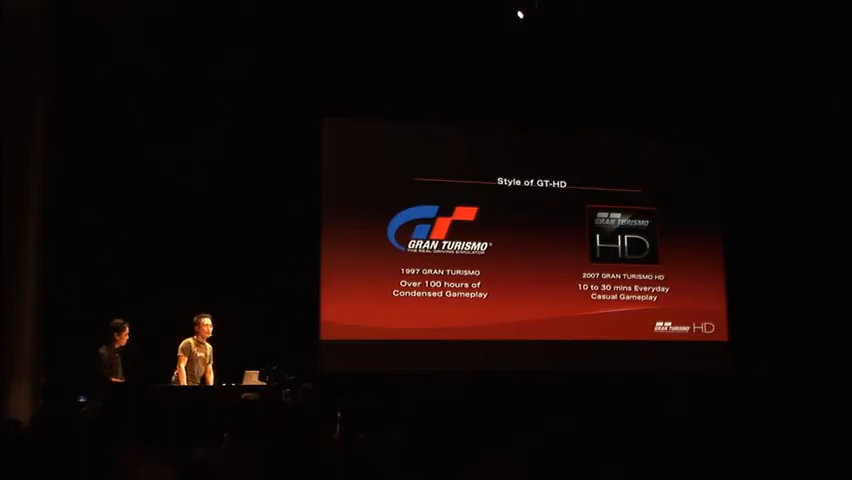 Style of GT-HD
GRAN TURISMO®
THE REAL DRIVING SIMULATOR
1997 GRAN TURISMO
Over 100 hours of
Condensed Gameplay
GRAN TURISMO
HD
2007 GRAN TURISMO HD
10 to 30 mins Everyday
Casual Gameplay
GRAN TURISMO HD